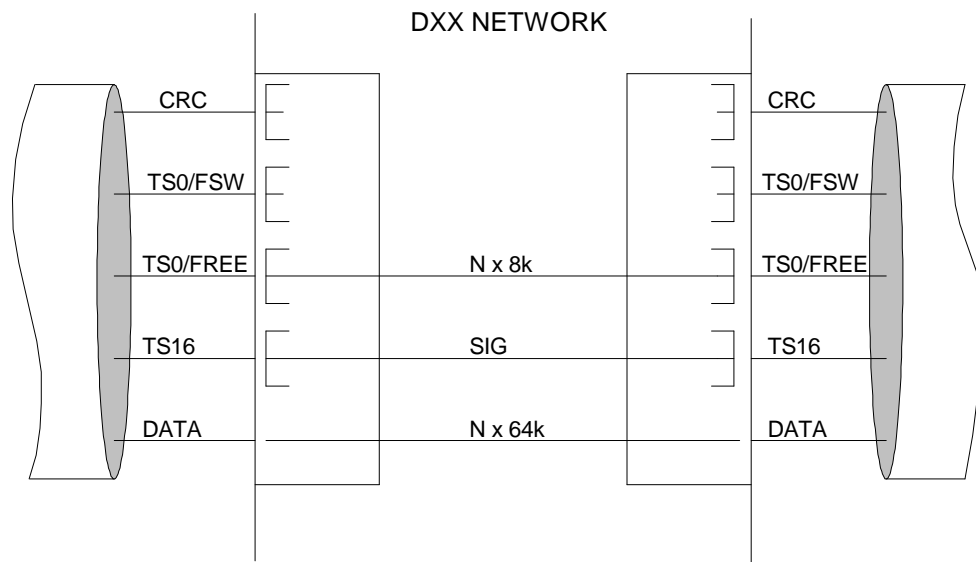 DXX NETWORK
CRC CRC
TS0/FSW TS0/FSW
TS0/FREE N x 8k TS0/FREE
TS16 SIG TS16
DATA N x 64k DATA